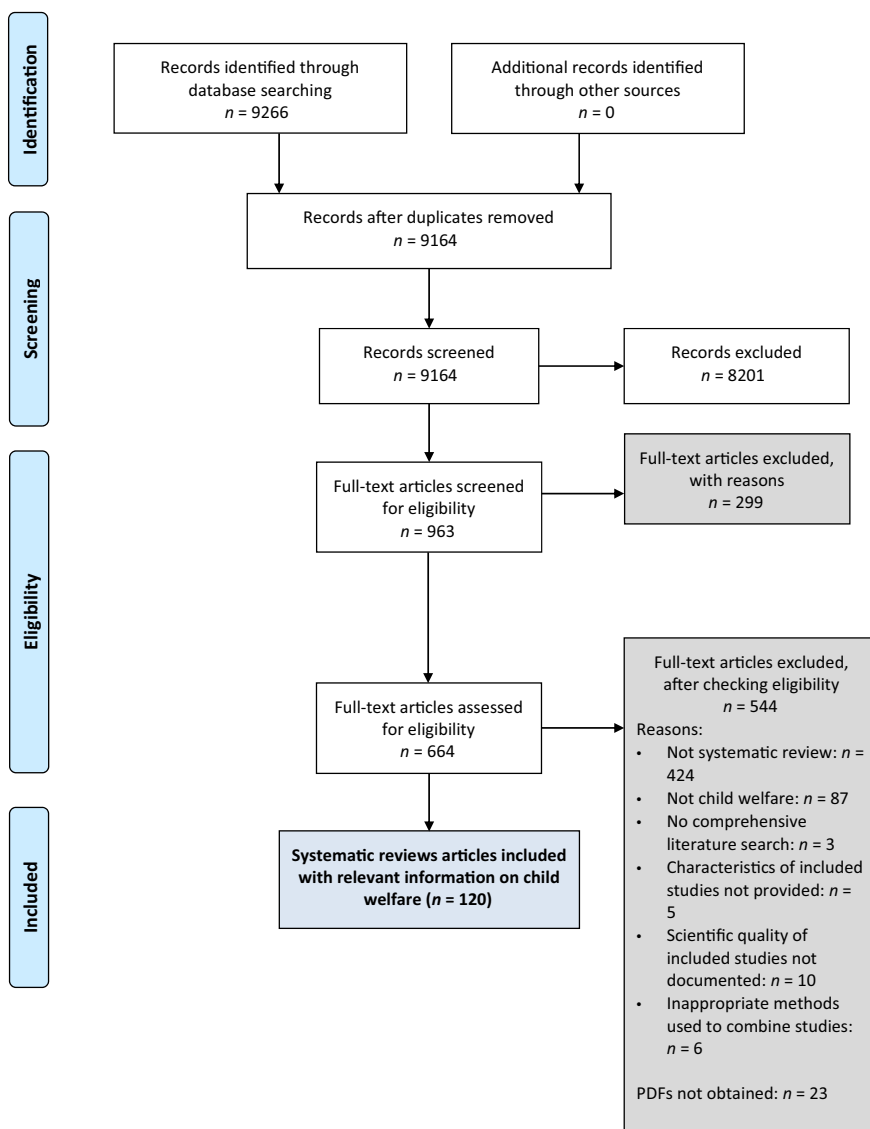 Identification
Records identified through
database searching
n = 9266
Additional records identified
through other sources
n = 0
Screening
Records after duplicates removed
n = 9164
Records screened
n = 9164
Records excluded
n = 8201
Eligibility
Full-text articles screened
for eligibility
n = 963
Full-text articles excluded,
with reasons
n = 299
Full-text articles assessed
for eligibility
n = 664
Full-text articles excluded,
after checking eligibility
n = 544
Reasons:
• Not systematic review: n =
424
• Not child welfare: n = 87
• No comprehensive
literature search: n = 3
• Characteristics of included
studies not provided: n =
5
• Scientific quality of
included studies not
documented: n = 10
• Inappropriate methods
used to combine studies:
n = 6
PDFs not obtained: n = 23
Included
Systematic reviews articles included
with relevant information on child
welfare (n = 120)